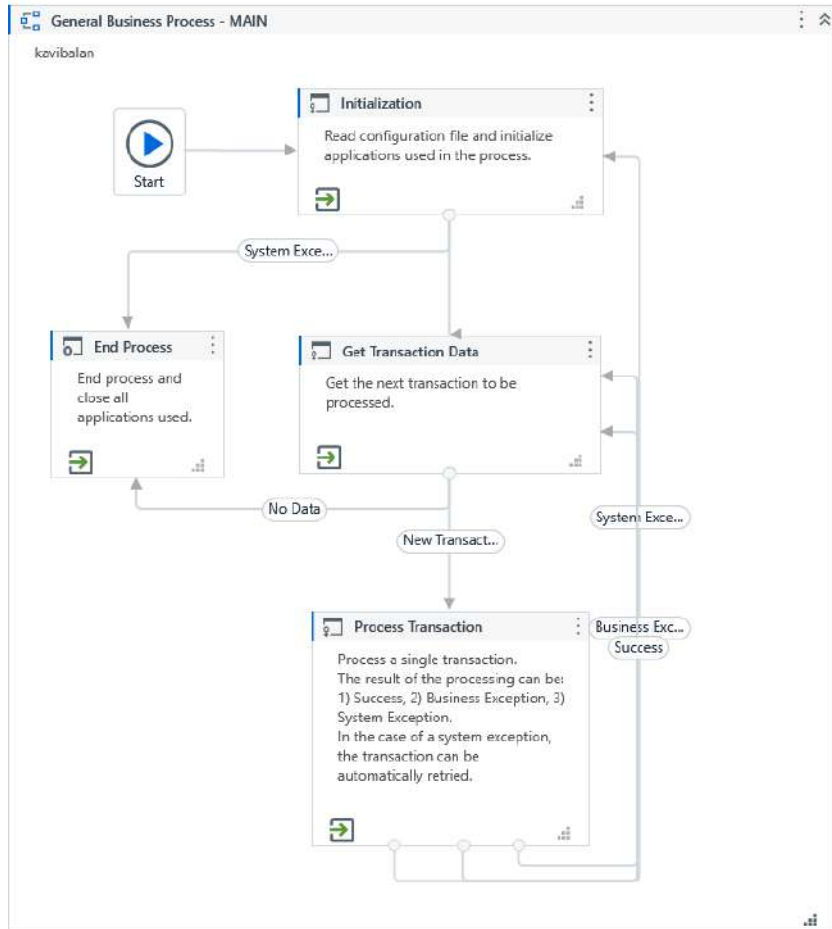 General Business Process - MAIN
kavibalan
Initialization
Read configuration file and initialize
applications used in the process.
Start
System Exce...
End Process
End process and
close all
applications used.
Get Transaction Data
Get the next transaction to be
processed.
No Data
New Transact...
System Exce...
Process Transaction
Process a single transaction.
The result of the processing can be:
1) Success, 2) Business Exception, 3)
System Exception.
In the case of a system exception,
the transaction can be
automatically retried.
Business Exc...
Success